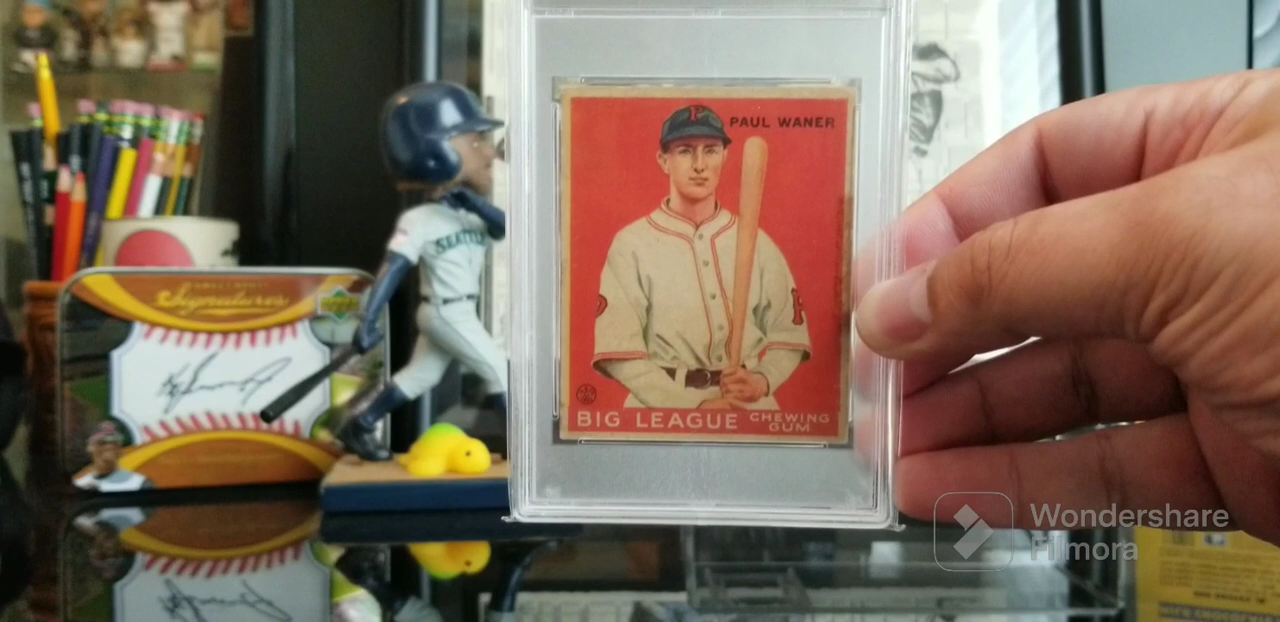 PAUL WANER
P
P
BIG LEAGUE CHEWING GUM
SEATTLE
Signatures
Wondershare
Filmora